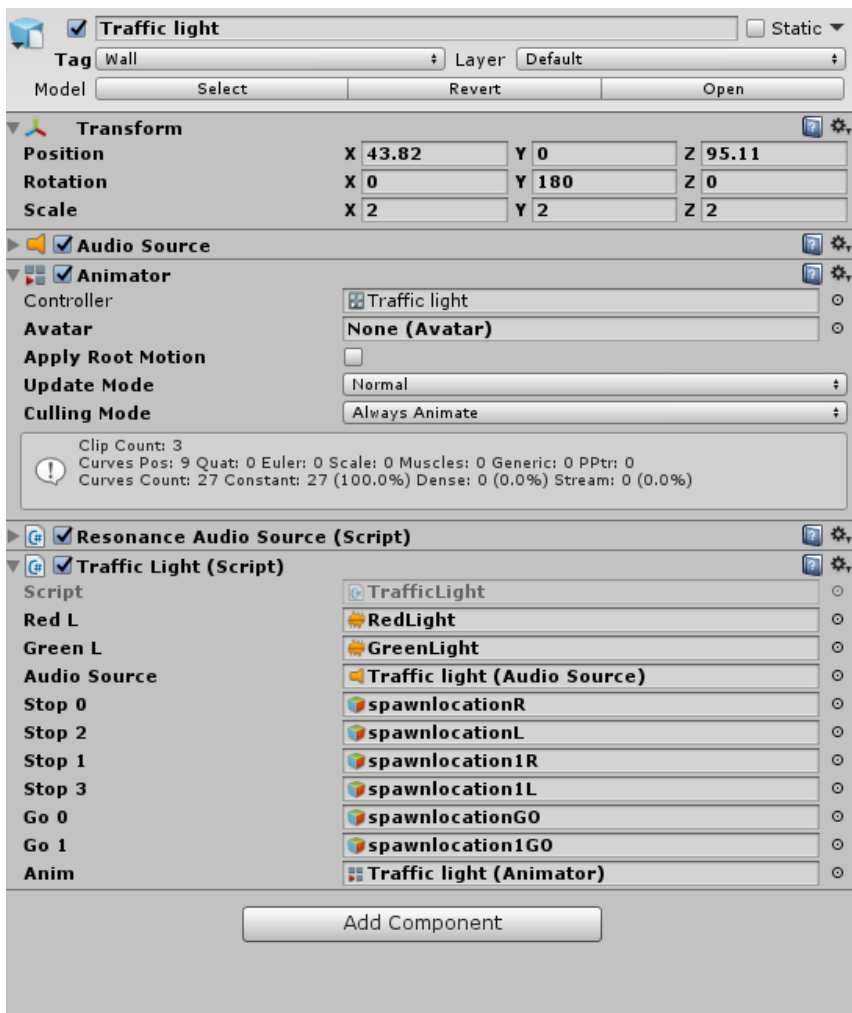 Traffic light Static
Tag Wall Layer Default
Model Select Revert Open
Transform
Position X 43.82 Y 0 Z 95.11
Rotation X 0 Y 180 Z 0
Scale X 2 Y 2 Z 2
Audio Source
Animator
Controller Traffic light
Avatar None (Avatar)
Apply Root Motion
Update Mode Normal
Culling Mode Always Animate
Clip Count: 3
Curves Pos: 9 Quat: 0 Euler: 0 Scale: 0 Muscles: 0 Generic: 0 PPtr: 0
Curves Count: 27 Constant: 27 (100.0%) Dense: 0 (0.0%) Stream: 0 (0.0%)
Resonance Audio Source (Script)
Traffic Light (Script)
Script TrafficLight
Red L RedLight
Green L GreenLight
Audio Source Traffic light (Audio Source)
Stop 0 spawnlocationR
Stop 2 spawnlocationL
Stop 1 spawnlocation1R
Stop 3 spawnlocation1L
Go 0 spawnlocationGO
Go 1 spawnlocation1GO
Anim Traffic light (Animator)
Add Component